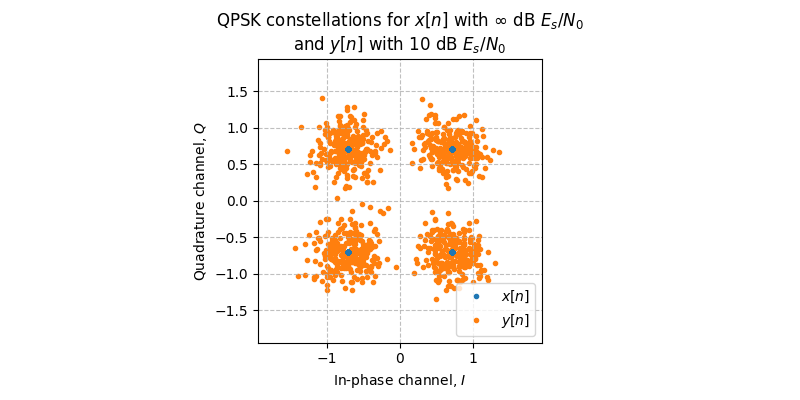 QPSK constellations for x[n] with ∞ dB Es/N0
and y[n] with 10 dB Es/N0
1.5
1.0
0.5
0.0
−0.5
−1.0
−1.5
Quadrature channel, Q
x[n]
y[n]
−1
0
1
In-phase channel, I